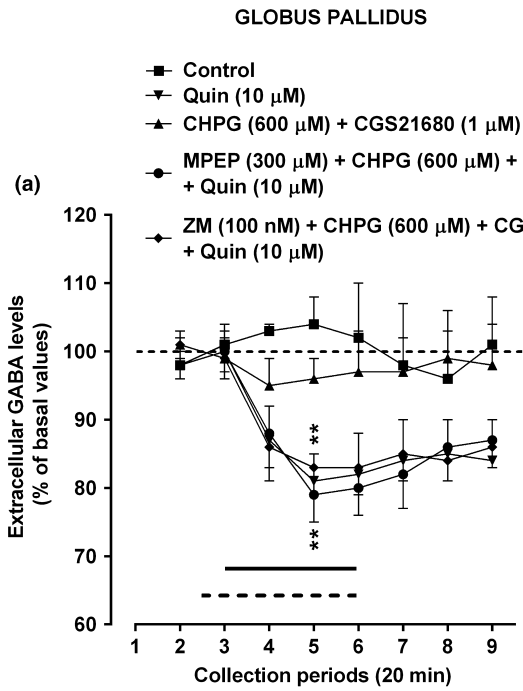 GLOBUS PALLIDUS
Control
Quin (10 μM)
CHPG (600 μM) + CGS21680 (1 μM)
MPEP (300 μM) + CHPG (600 μM) +
+ Quin (10 μM)
(a)
ZM (100 nM) + CHPG (600 μM) + CG
+ Quin (10 μM)
Extracellular GABA levels
(% of basal values)
120
110
100
90
80
70
60
**
**
1 2 3 4 5 6 7 8 9
Collection periods (20 min)